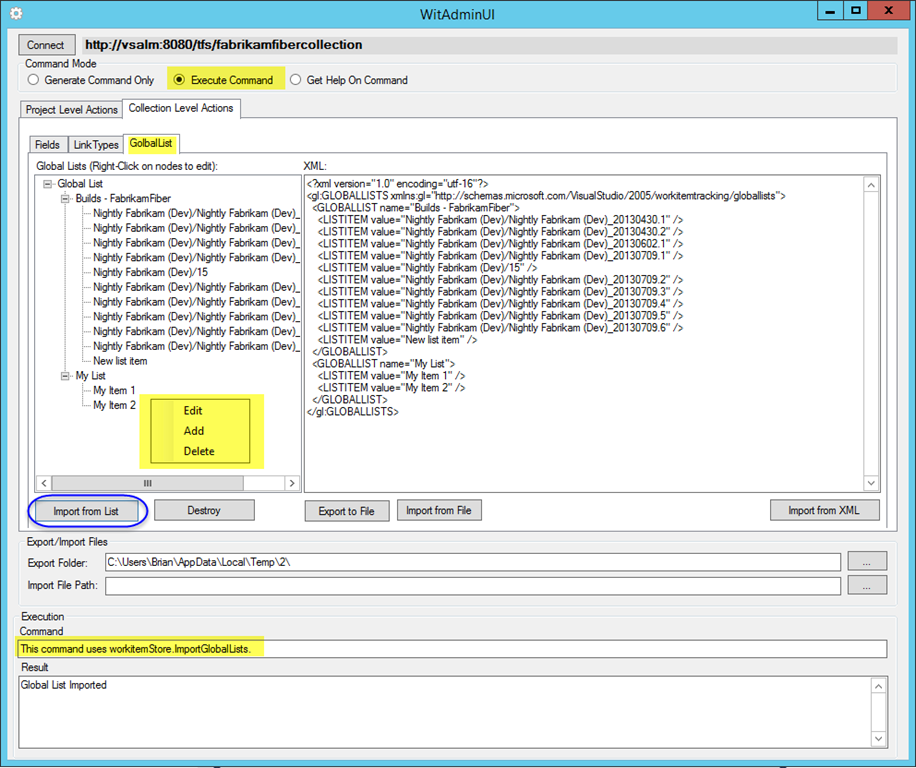 WitAdminUI
Connect http://vsalm:8080/tfs/fabrikamfibercollection
Command Mode
Generate Command Only Execute Command Get Help On Command
Project Level Actions Collection Level Actions
Fields LinkTypes GolbalList
Global Lists (Right-Click on nodes to edit):
Global List
Builds - FabrikamFiber
Nightly Fabrikam (Dev)/Nightly Fabrikam (Dev)_
Nightly Fabrikam (Dev)/Nightly Fabrikam (Dev)_
Nightly Fabrikam (Dev)/Nightly Fabrikam (Dev)_
Nightly Fabrikam (Dev)/Nightly Fabrikam (Dev)_
Nightly Fabrikam (Dev)/15
Nightly Fabrikam (Dev)/Nightly Fabrikam (Dev)_
Nightly Fabrikam (Dev)/Nightly Fabrikam (Dev)_
Nightly Fabrikam (Dev)/Nightly Fabrikam (Dev)_
Nightly Fabrikam (Dev)/Nightly Fabrikam (Dev)_
Nightly Fabrikam (Dev)/Nightly Fabrikam (Dev)_
New list item
My List
My Item 1
My Item 2
Edit
Add
Delete
XML:
<?xml version="1.0" encoding="utf-16"?>
<gl:GLOBALLISTS xmlns:gl="http://schemas.microsoft.com/VisualStudio/2005/workitemtracking/globallists">
<GLOBALLIST name="Builds - FabrikamFiber">
<LISTITEM value="Nightly Fabrikam (Dev)/Nightly Fabrikam (Dev)_20130430.1" />
<LISTITEM value="Nightly Fabrikam (Dev)/Nightly Fabrikam (Dev)_20130430.2" />
<LISTITEM value="Nightly Fabrikam (Dev)/Nightly Fabrikam (Dev)_20130602.1" />
<LISTITEM value="Nightly Fabrikam (Dev)/Nightly Fabrikam (Dev)_20130709.1" />
<LISTITEM value="Nightly Fabrikam (Dev)/15" />
<LISTITEM value="Nightly Fabrikam (Dev)/Nightly Fabrikam (Dev)_20130709.2" />
<LISTITEM value="Nightly Fabrikam (Dev)/Nightly Fabrikam (Dev)_20130709.3" />
<LISTITEM value="Nightly Fabrikam (Dev)/Nightly Fabrikam (Dev)_20130709.4" />
<LISTITEM value="Nightly Fabrikam (Dev)/Nightly Fabrikam (Dev)_20130709.5" />
<LISTITEM value="Nightly Fabrikam (Dev)/Nightly Fabrikam (Dev)_20130709.6" />
<LISTITEM value="New list item" />
</GLOBALLIST>
<GLOBALLIST name="My List">
<LISTITEM value="My Item 1" />
<LISTITEM value="My Item 2" />
</GLOBALLIST>
</gl:GLOBALLISTS>
Import from List Destroy Export to File Import from File Import from XML
Export/Import Files
Export Folder: C:\Users\Brian\AppData\Local\Temp\2\ ...
Import File Path: ...
Execution
Command
This command uses workitemStore.ImportGlobalLists.
Result
Global List Imported